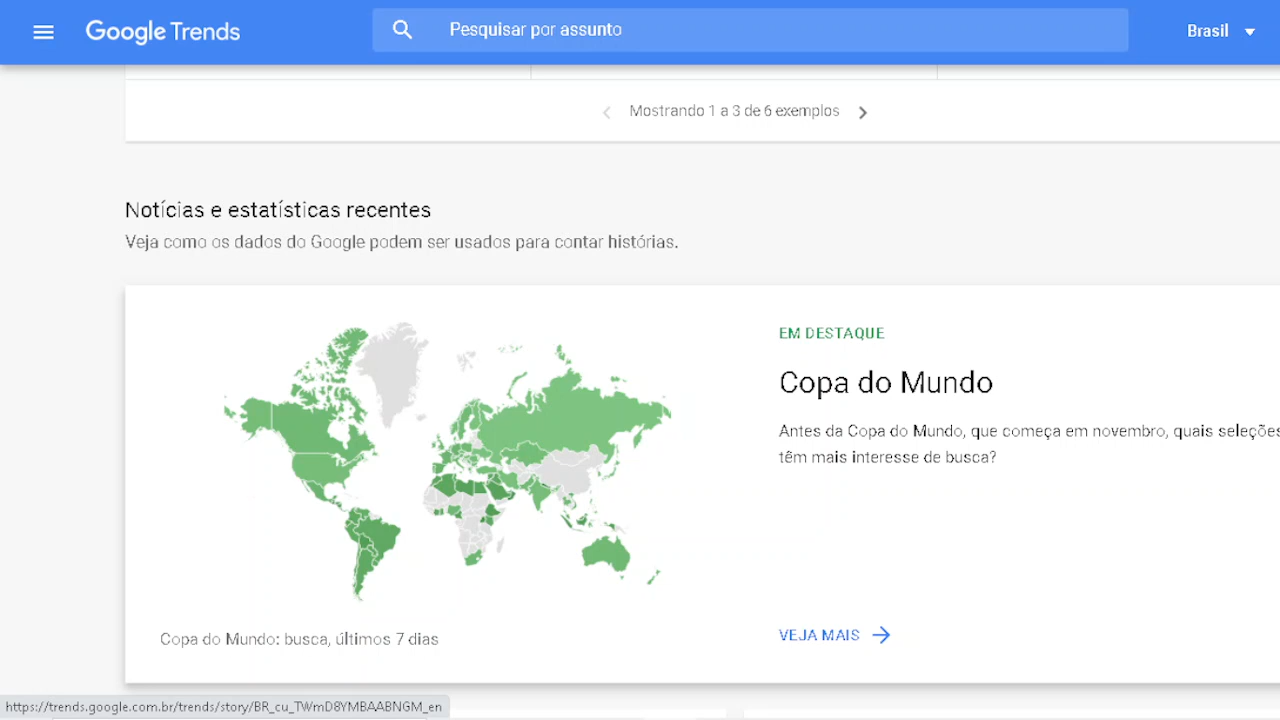 Google Trends
Pesquisar por assunto
Brasil
Mostrando 1 a 3 de 6 exemplos
Notícias e estatísticas recentes
Veja como os dados do Google podem ser usados para contar histórias.
EM DESTAQUE
Copa do Mundo
Antes da Copa do Mundo, que começa em novembro, quais seleções
têm mais interesse de busca?
Copa do Mundo: busca, últimos 7 dias
VEJA MAIS
https://trends.google.com.br/trends/story/BR_cu_TWmD8YMBAABNGM_en